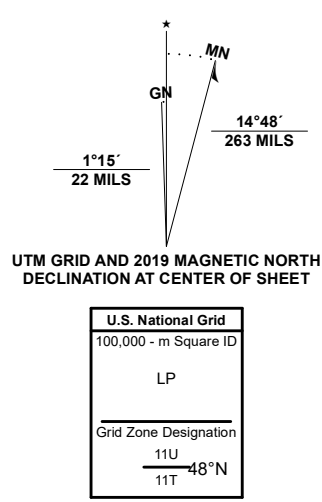 ★
MN
GN
14°48´
263 MILS
1°15´
22 MILS
UTM GRID AND 2019 MAGNETIC NORTH
DECLINATION AT CENTER OF SHEET
U.S. National Grid
100,000 - m Square ID
LP
Grid Zone Designation
11U
48°N
11T